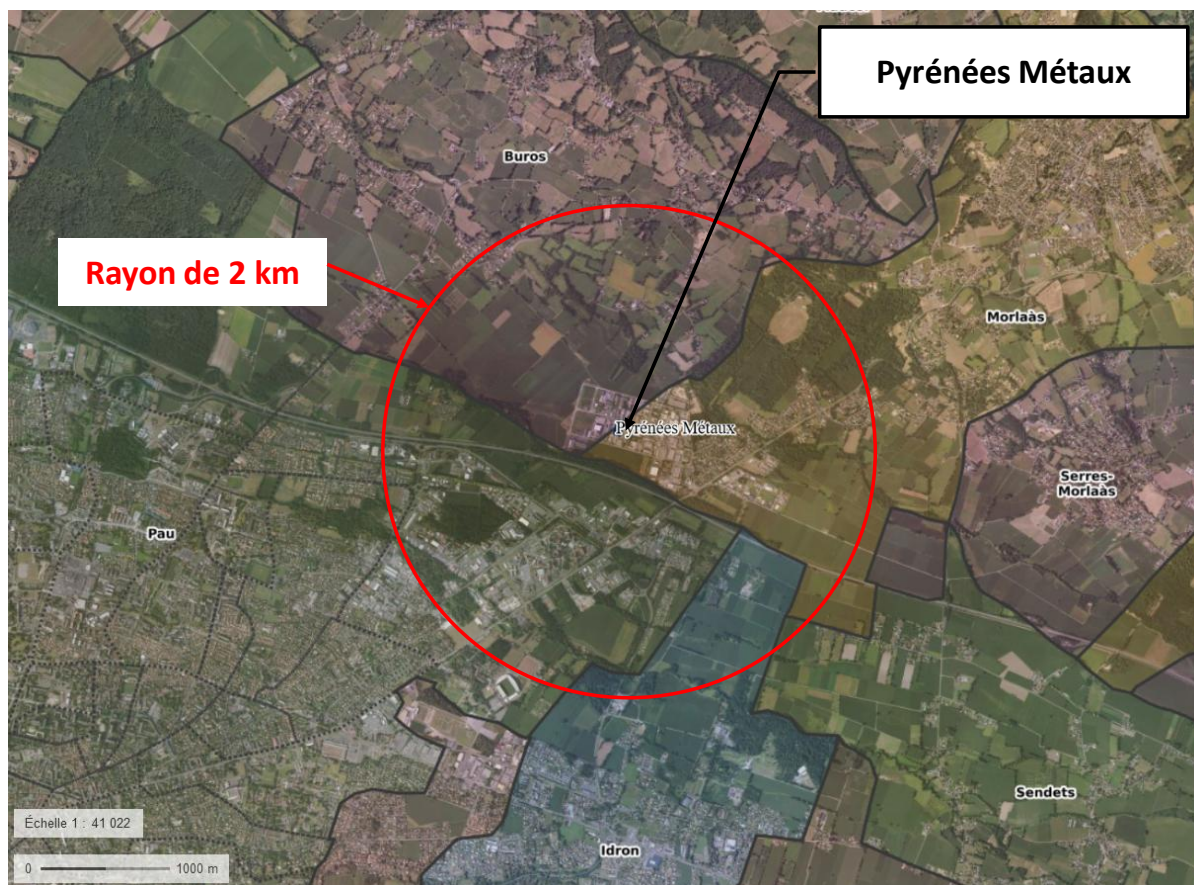 Pyrénées Métaux
Buros
Rayon de 2 km
Morlaàs
Pyrénées Métaux
Serres-
Morlaàs
Pau
Sendets
Échelle 1 : 41 022
Idron
0
1000 m